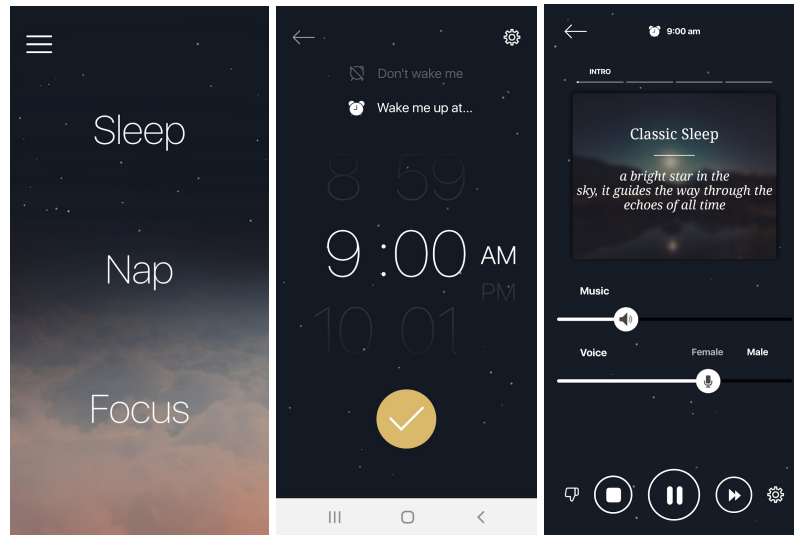 Sleep
Nap
Focus
Don't wake me
Wake me up at...
8 59
9 :00 AM
PM
10 01
9:00 am
INTRO
Classic Sleep
a bright star in the
sky, it guides the way through the
echoes of all time
Music
Voice Female Male